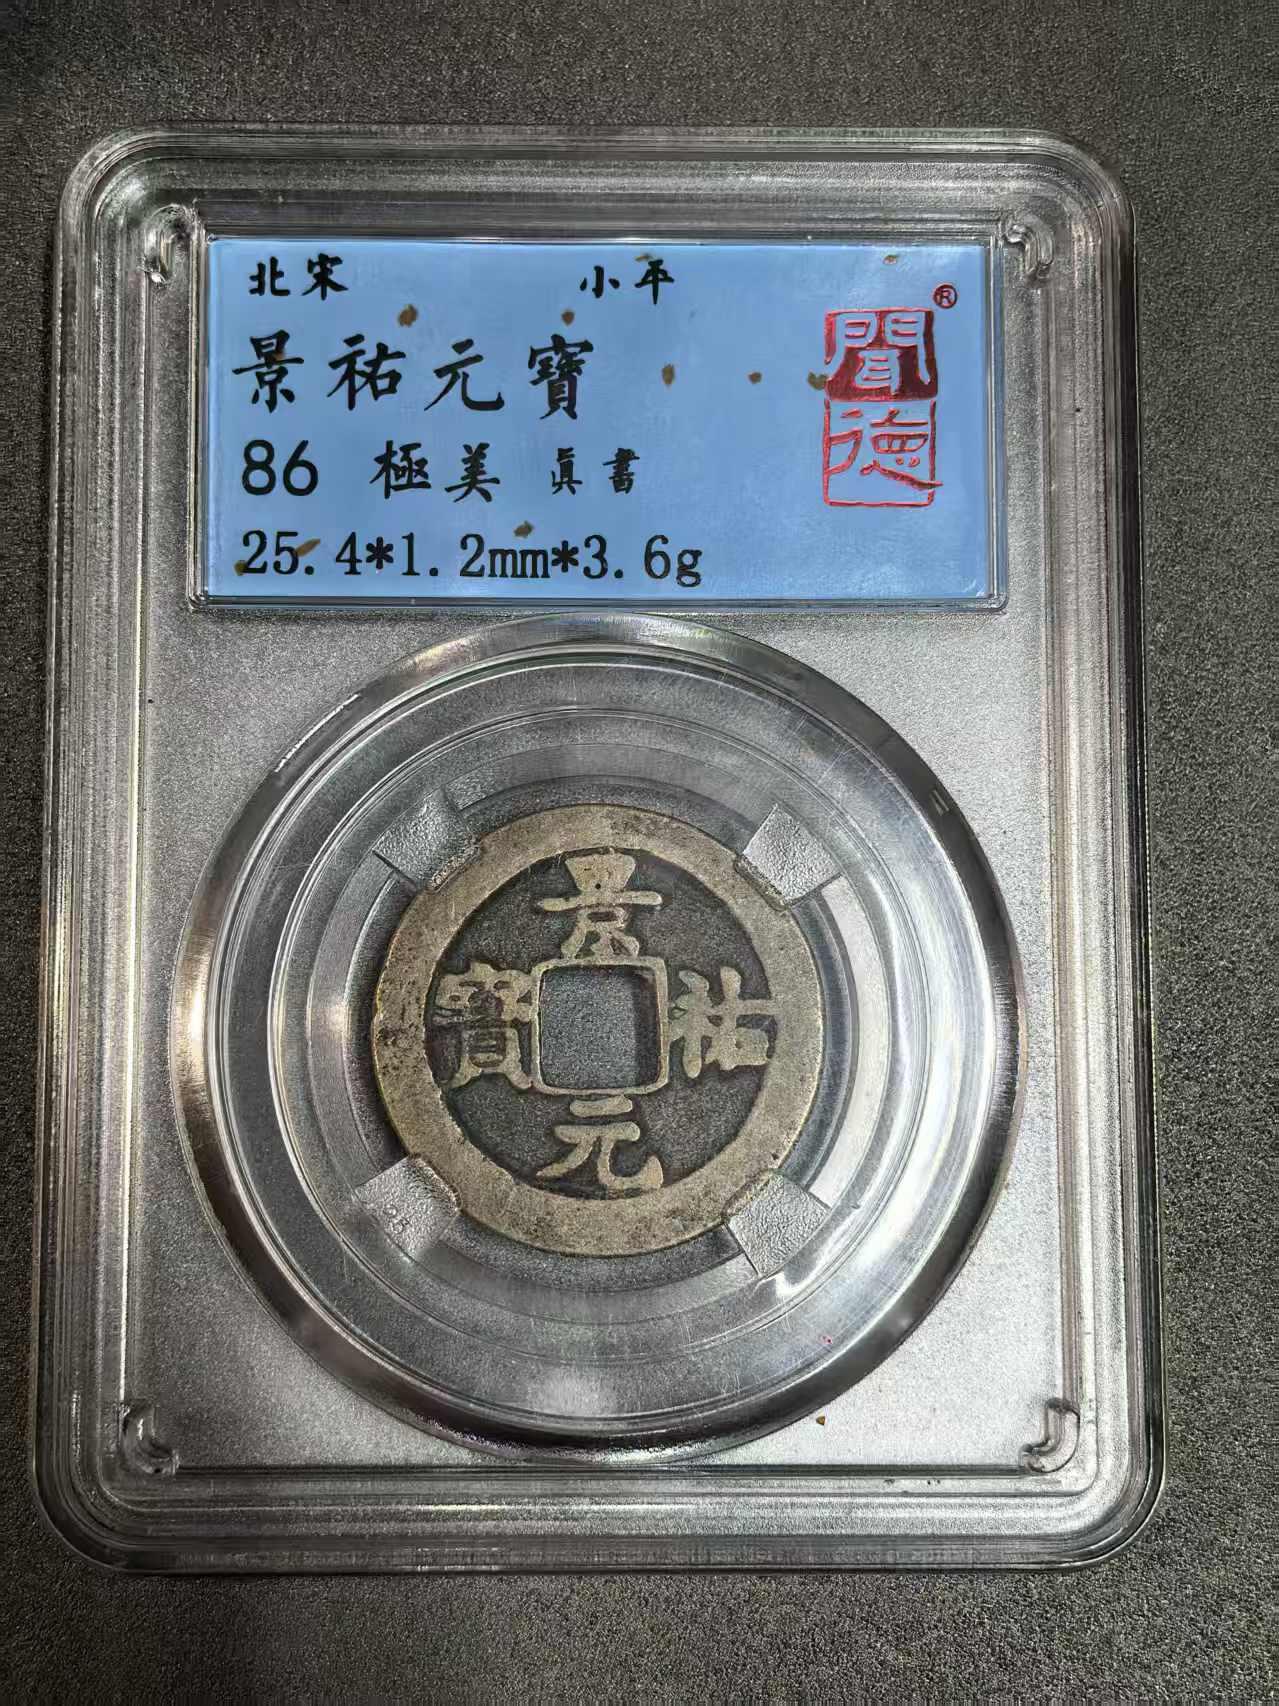 北宋 小平
景祐元寶
86 極美 眞書
25.4*1.2mm*3.6g
聞德®
景祐元寶